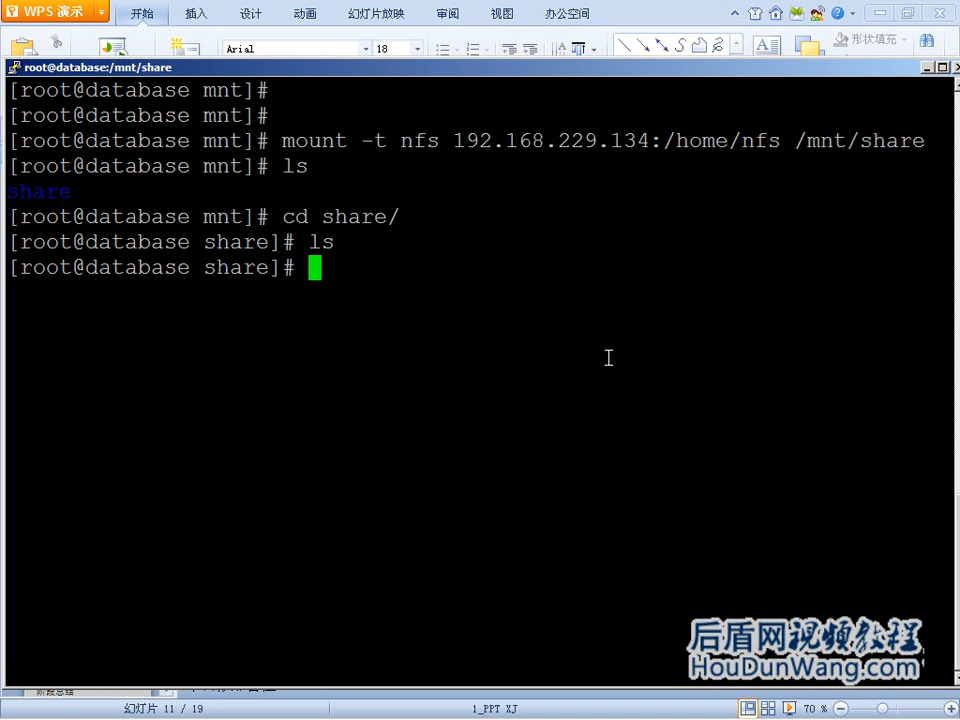 WPS 演示
开始 插入 设计 动画 幻灯片放映 审阅 视图 办公空间
Arial 18 形状填充
root@database:/mnt/share
[root@database mnt]#
[root@database mnt]#
[root@database mnt]# mount -t nfs 192.168.229.134:/home/nfs /mnt/share
[root@database mnt]# ls
share
[root@database mnt]# cd share/
[root@database share]# ls
[root@database share]#
后盾网视频教程
HouDunWang.com
阶段总结
幻灯片 11 / 19 1_PPT XJ 70 %